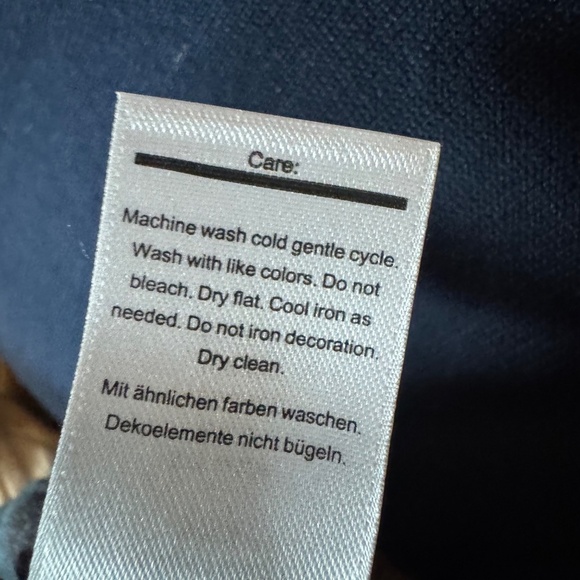 Care:
Machine wash cold gentle cycle.
Wash with like colors. Do not
bleach. Dry flat. Cool iron as
needed. Do not iron decoration.
Dry clean.
Mit ähnlichen farben waschen.
Dekoelemente nicht bügeln.